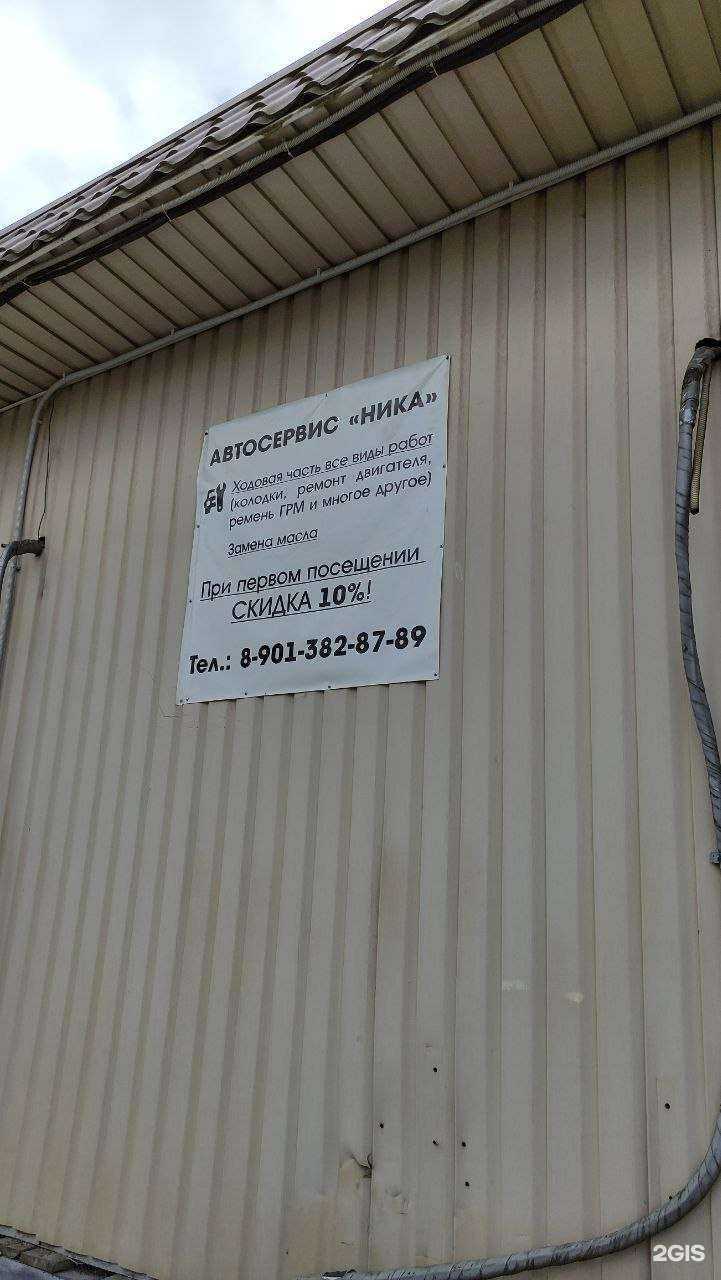 АВТОСЕРВИС «НИКА»
Ходовая часть все виды работ
(колодки, ремонт двигателя,
ремень ГРМ и многое другое)
Замена масла
При первом посещении
СКИДКА 10%!
Тел.: 8-901-382-87-89
2GIS